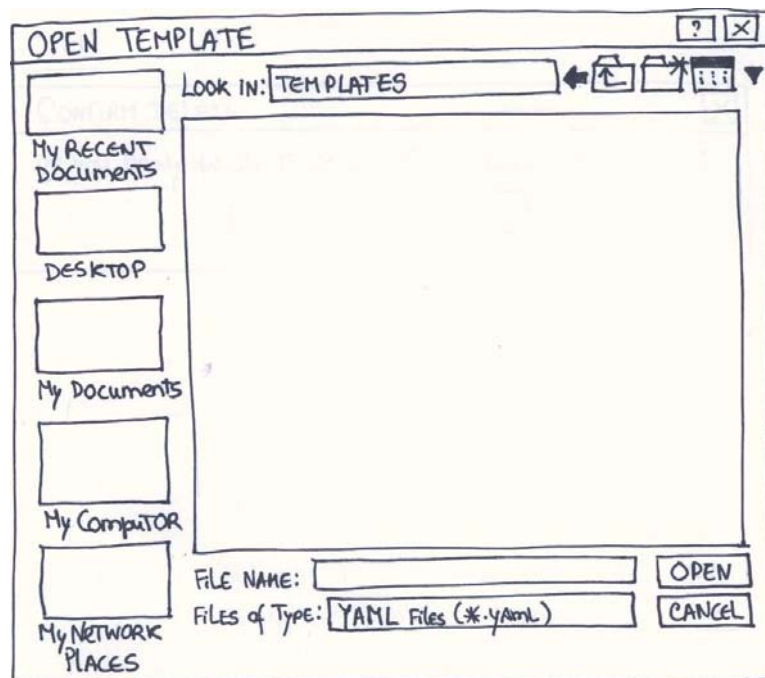 OPEN TEMPLATE
?
X
LOOK IN: TEMPLATES
My RECENT
DOCUMENTS
DESKTOP
My Documents
My CompuTOR
My NETWORK
PLACES
FILE NAME:
OPEN
FiLes of Type: YAML Files (*.yAmL)
CANCEL